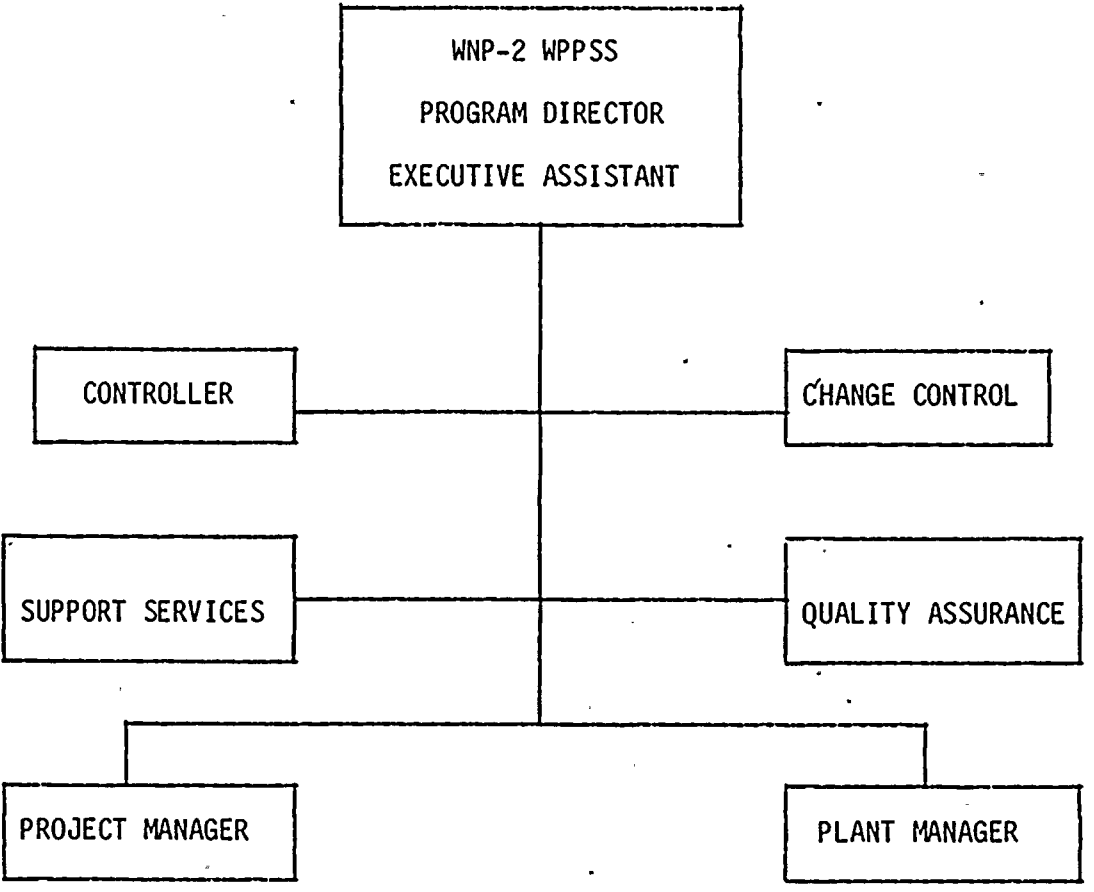 WNP-2 WPPSS
PROGRAM DIRECTOR
EXECUTIVE ASSISTANT
CONTROLLER
CHANGE CONTROL
SUPPORT SERVICES
QUALITY ASSURANCE
PROJECT MANAGER
PLANT MANAGER